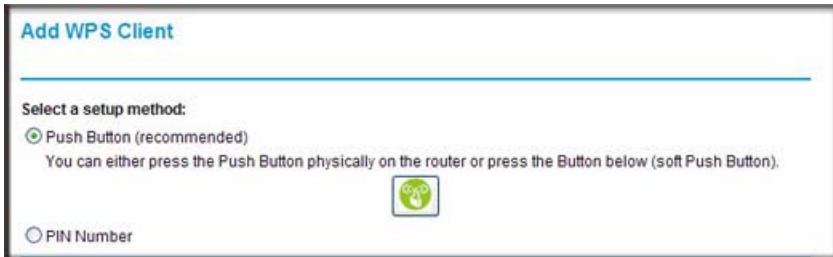 Add WPS Client
Select a setup method:
Push Button (recommended)
You can either press the Push Button physically on the router or press the Button below (soft Push Button).
PIN Number